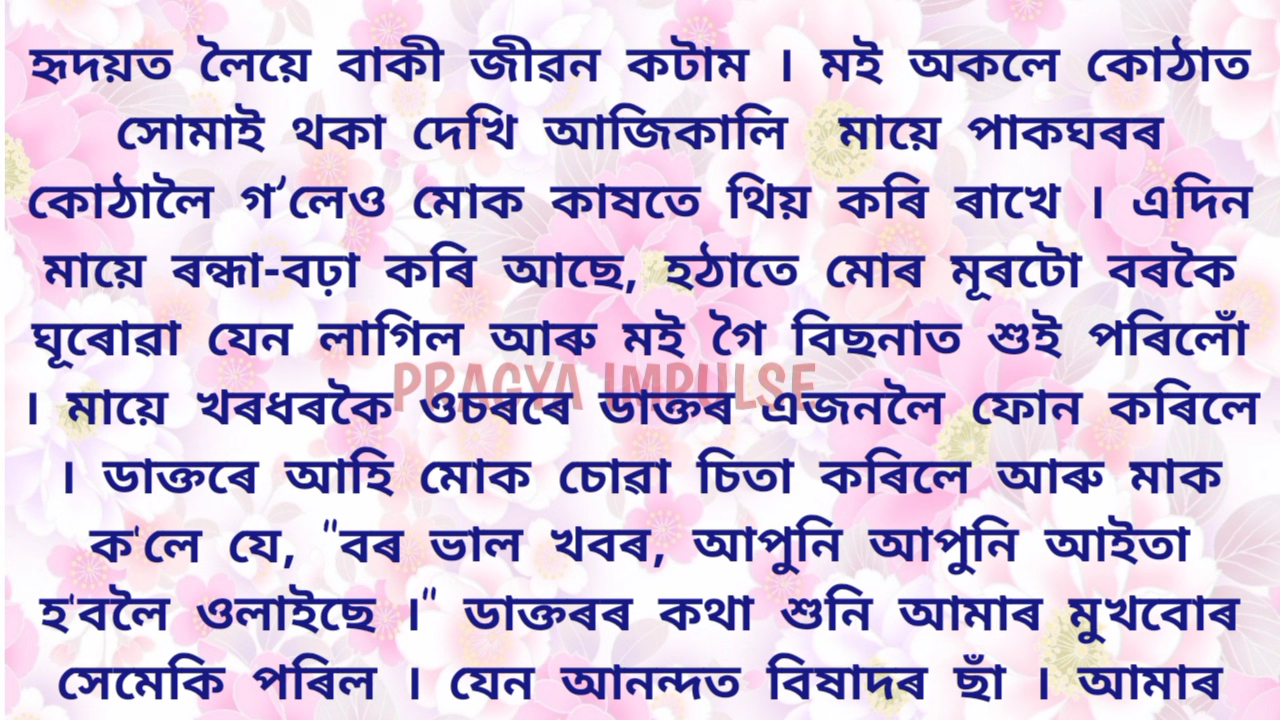 হৃদয়ত লৈয়ে বাকী জীৱন কটাম । মই অকলে কোঠাত
সোমাই থকা দেখি আজিকালি মায়ে পাকঘৰৰ
কোঠালৈ গ’লেও মোক কাষতে থিয় কৰি ৰাখে । এদিন
মায়ে ৰন্ধা-বঢ়া কৰি আছে, হঠাতে মোৰ মূৰটো বৰকৈ
ঘূৰোৱা যেন লাগিল আৰু মই গৈ বিছনাত শুই পৰিলোঁ
। মায়ে খৰধৰকৈ ওচৰৰে ডাক্তৰ এজনলৈ ফোন কৰিলে
। ডাক্তৰে আহি মোক চোৱা চিতা কৰিলে আৰু মাক
ক'লে যে, "বৰ ভাল খবৰ, আপুনি আপুনি আইতা
হ'বলৈ ওলাইছে ।" ডাক্তৰৰ কথা শুনি আমাৰ মুখবোৰ
সেমেকি পৰিল । যেন আনন্দত বিষাদৰ ছাঁ । আমাৰ
PRAGYA IMPULSE